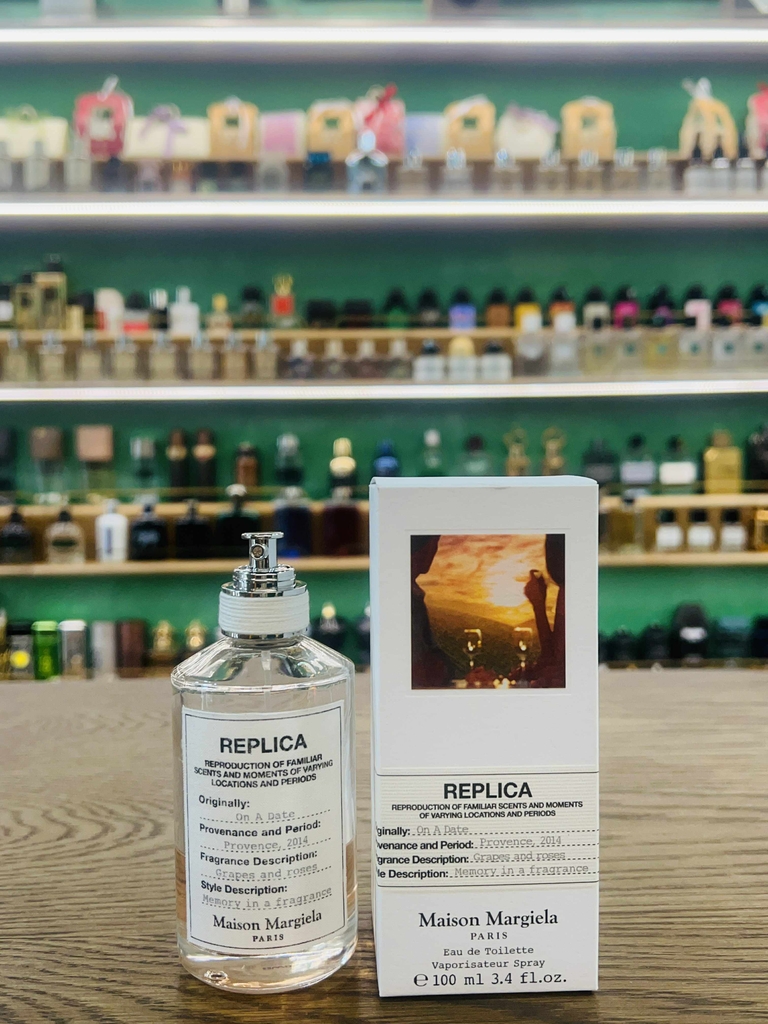 REPLICA
REPRODUCTION OF FAMILIAR
SCENTS AND MOMENTS OF VARYING
LOCATIONS AND PERIODS
Originally:
On A Date
Provenance and Period:
Provence, 2014
Fragrance Description:
Grapes and roses
Style Description:
Memory in a fragrance
Maison Margiela
PARIS
REPLICA
REPRODUCTION OF FAMILIAR SCENTS AND MOMENTS
OF VARYING LOCATIONS AND PERIODS
ginally: On A Date
venance and Period: Provence, 2014
grance Description: Grapes and roses
le Description: Memory in a fragrance
Maison Margiela
PARIS
Eau de Toilette
Vaporisateur Spray
℮ 100 ml 3.4 fl.oz.